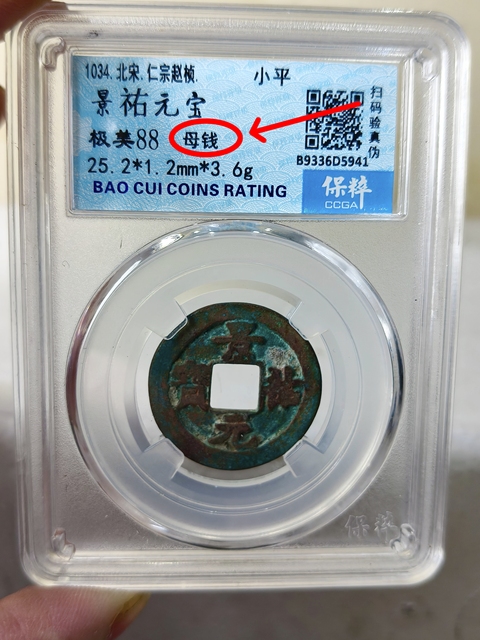 1034.北宋.仁宗赵桢.
小平
景祐元宝
极美88 母钱
25.2*1.2mm*3.6g
BAO CUI COINS RATING
扫码验真伪
B9336D5941
保粹
CCGA
景祐元寳
保粹